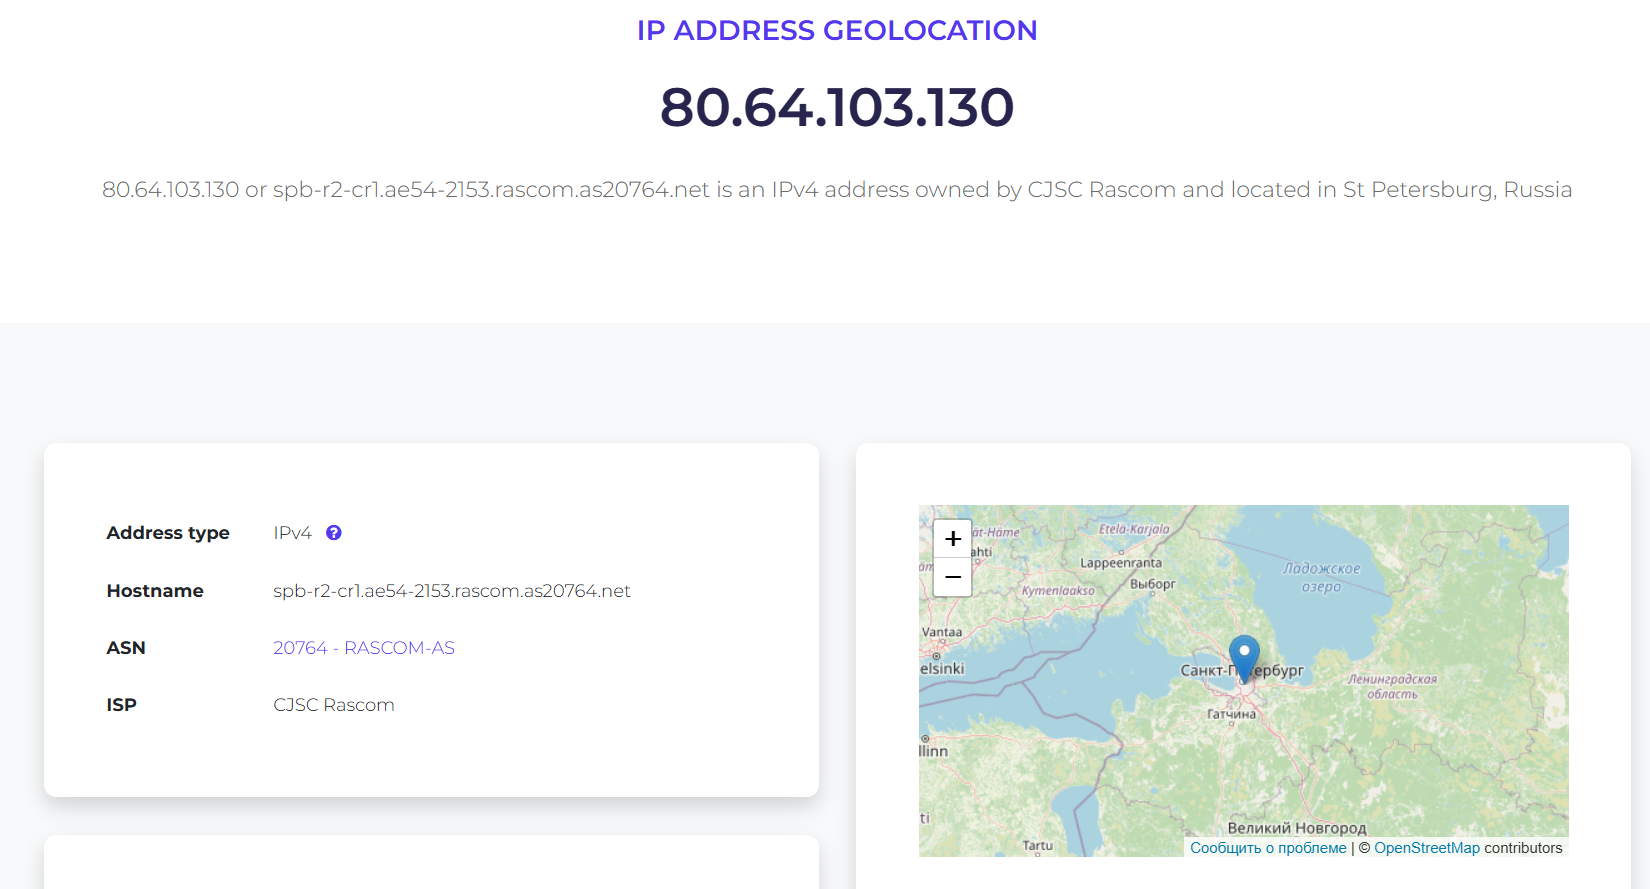 IP ADDRESS GEOLOCATION
80.64.103.130
80.64.103.130 or spb-r2-cr1.ae54-2153.rascom.as20764.net is an IPv4 address owned by CJSC Rascom and located in St Petersburg, Russia
Address type IPv4 ?
Hostname spb-r2-cr1.ae54-2153.rascom.as20764.net
ASN 20764 - RASCOM-AS
ISP CJSC Rascom
+
−
ät-Häme
Etelä-Karjala
ahti
Lappeenranta
Ладожское
озеро
Kymenlaakso
Выборг
Vantaa
elsinki
Санкт-П
ербург
Ленинградская
область
Гатчина
llinn
ti
Великий Новгород
Tartu
Сообщить о проблеме | © OpenStreetMap contributors